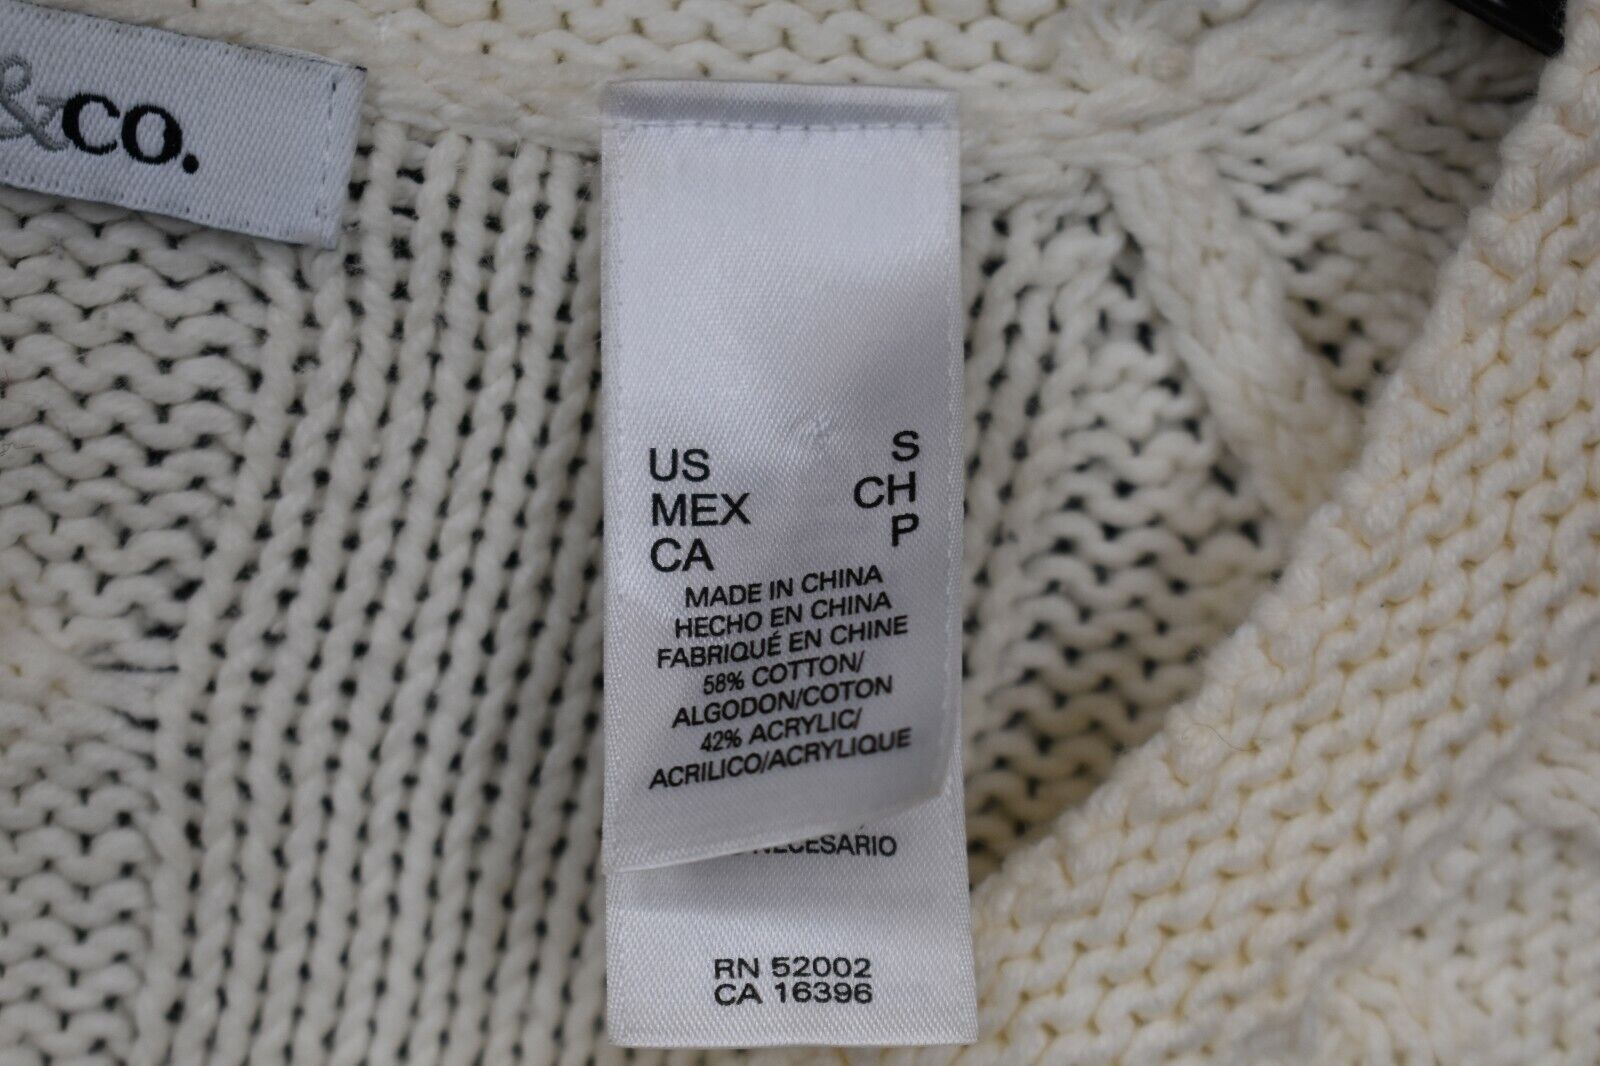 &CO.
US S
MEX CH
CA P
MADE IN CHINA
HECHO EN CHINA
FABRIQUÉ EN CHINE
58% COTTON/
ALGODON/COTON
42% ACRYLIC/
ACRILICO/ACRYLIQUE
NECESARIO
RN 52002
CA 16396